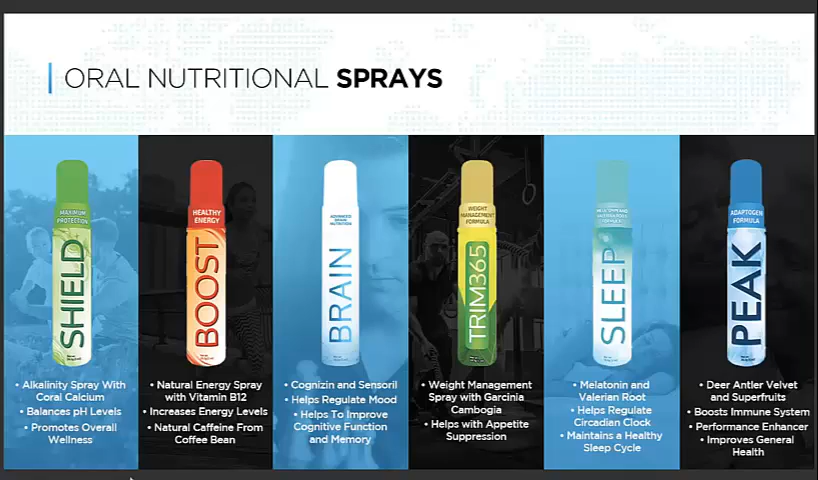 ORAL NUTRITIONAL SPRAYS
MAXIMUM
PROTECTION
SHIELD
• Alkalinity Spray With
Coral Calcium
• Balances pH Levels
• Promotes Overall
Wellness
HEALTHY
ENERGY
BOOST
• Natural Energy Spray
with Vitamin B12
• Increases Energy Levels
• Natural Caffeine From
Coffee Bean
ADVANCED
BRAIN
NUTRITION
BRAIN
• Cognizin and Sensoril
• Helps Regulate Mood
• Helps To Improve
Cognitive Function
and Memory
WEIGHT
MANAGEMENT
FORMULA
TRIM365
• Weight Management
Spray with Garcinia
Cambogia
• Helps with Appetite
Suppression
SLEEP
• Melatonin and
Valerian Root
• Helps Regulate
Circadian Clock
• Maintains a Healthy
Sleep Cycle
ADAPTOGEN
FORMULA
PEAK
• Deer Antler Velvet
and Superfruits
• Boosts Immune System
• Performance Enhancer
• Improves General
Health